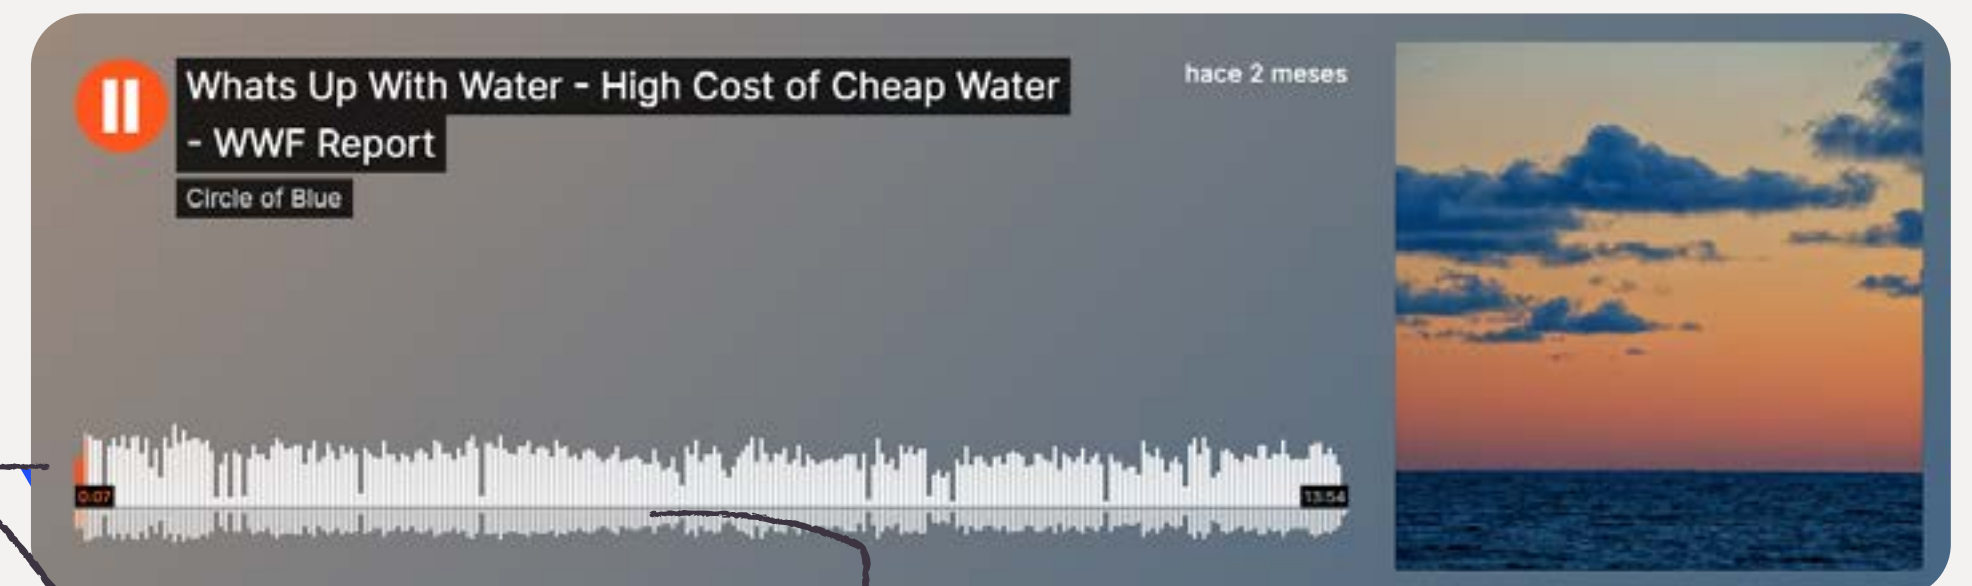 Whats Up With Water - High Cost of Cheap Water
- WWF Report
Circle of Blue
hace 2 meses
0:07
13:54